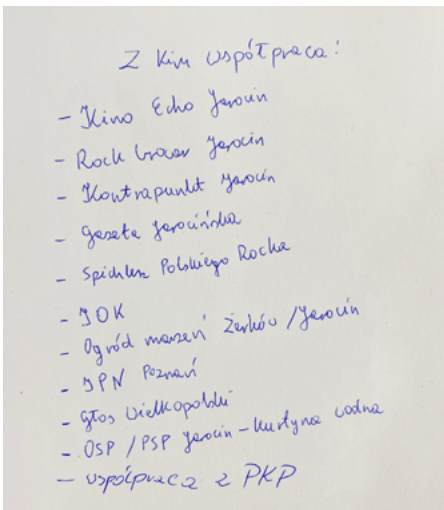 Z kim współpraca:
- Kino Echo Jarocin
- Rock browar Jarocin
- Kontrapunkt Jarocin
- gazeta Jarocińska
- Spichlerz Polskiego Rocka
- JOK
- Ogród marzeń Żerków / Jarocin
- IPN Poznań
- głos Wielkopolski
- OSP / PSP Jarocin - kurtyna wodna
- współpraca z PKP